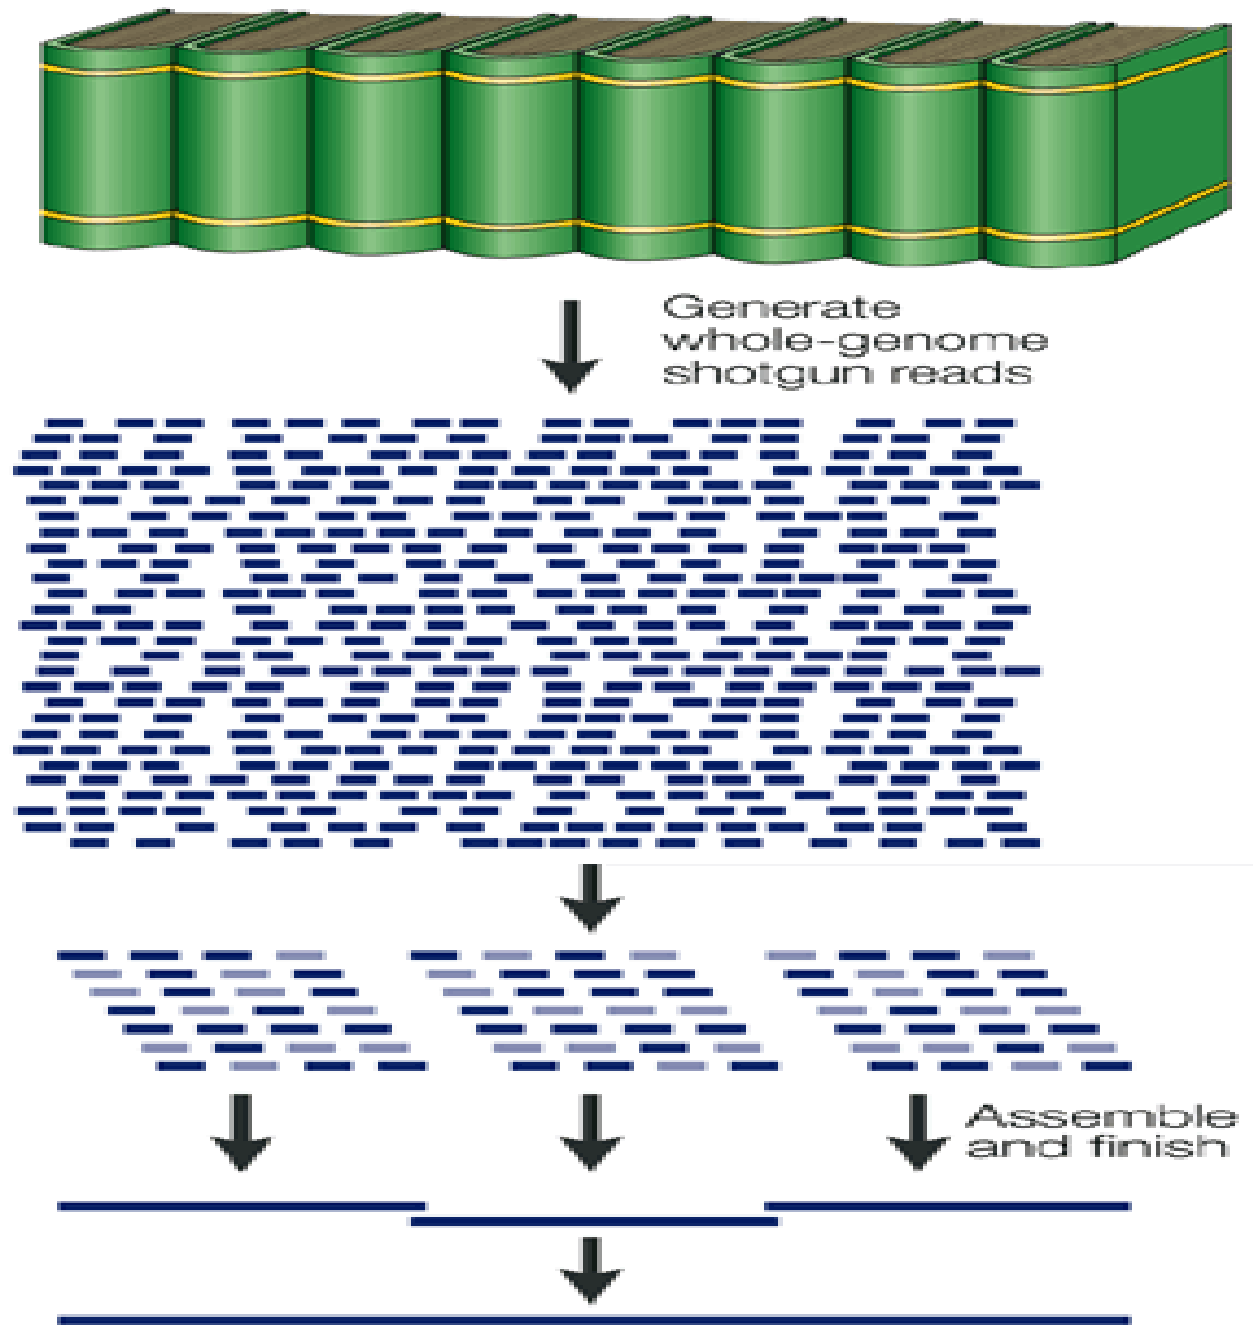 Generate
whole-genome
shotgun reads
Assemble
and finish